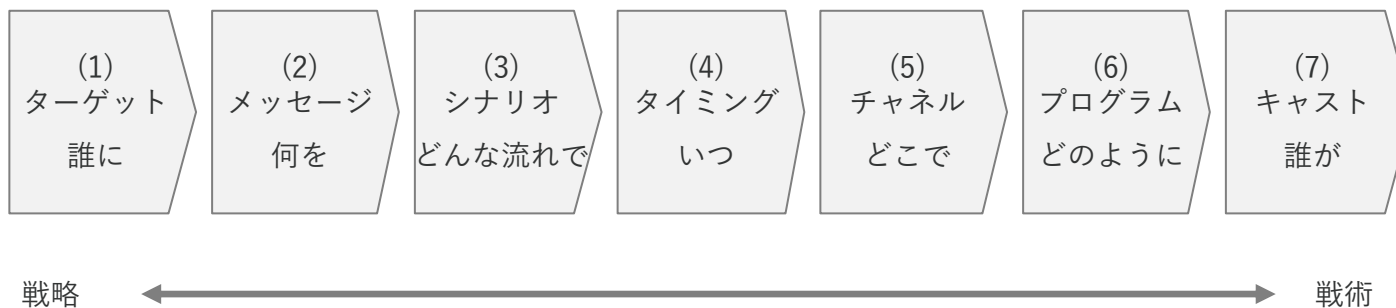 (1)
ターゲット
誰に
(2)
メッセージ
何を
(3)
シナリオ
どんな流れで
(4)
タイミング
いつ
(5)
チャネル
どこで
(6)
プログラム
どのように
(7)
キャスト
誰が
戦略
戦術